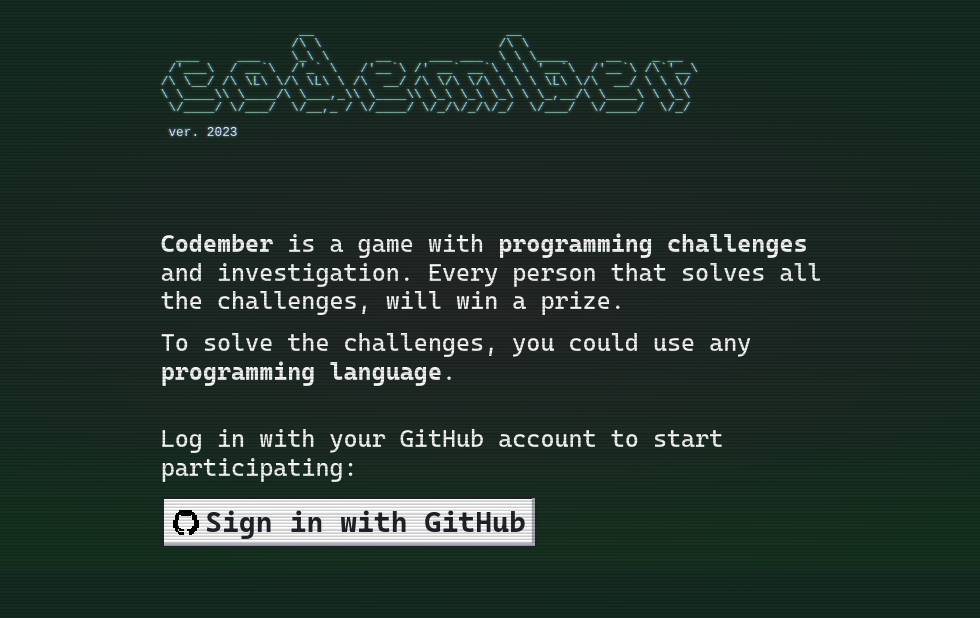 codember
ver. 2023
Codember is a game with programming challenges
and investigation. Every person that solves all
the challenges, will win a prize.
To solve the challenges, you could use any
programming language.
Log in with your GitHub account to start
participating:
Sign in with GitHub